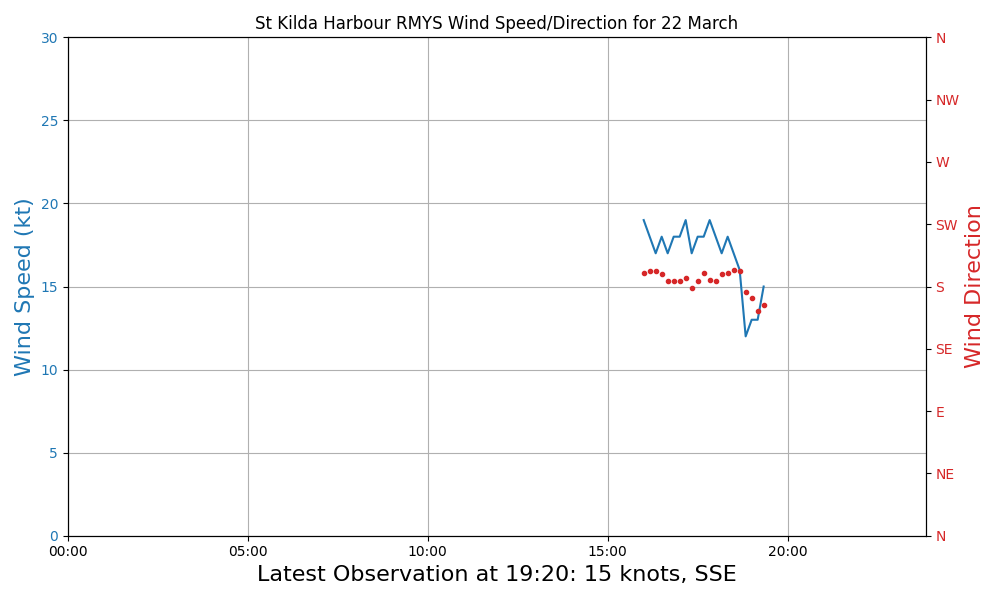 St Kilda Harbour RMYS Wind Speed/Direction for 22 March
30
25
20
15
10
5
0
Wind Speed (kt)
N
NW
W
SW
S
SE
E
NE
N
Wind Direction
00:00
05:00
10:00
15:00
20:00
Latest Observation at 19:20: 15 knots, SSE